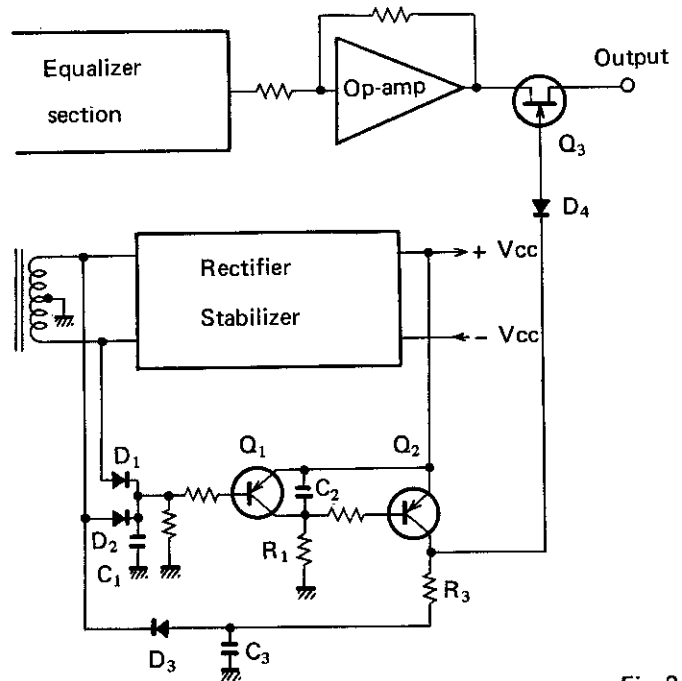 Equalizer
section
Op-amp
Output
Q₃
D₄
Rectifier
Stabilizer
+ Vcc
- Vcc
Q₁
Q₂
D₁
C₂
D₂
R₁
C₁
R₃
D₃
C₃